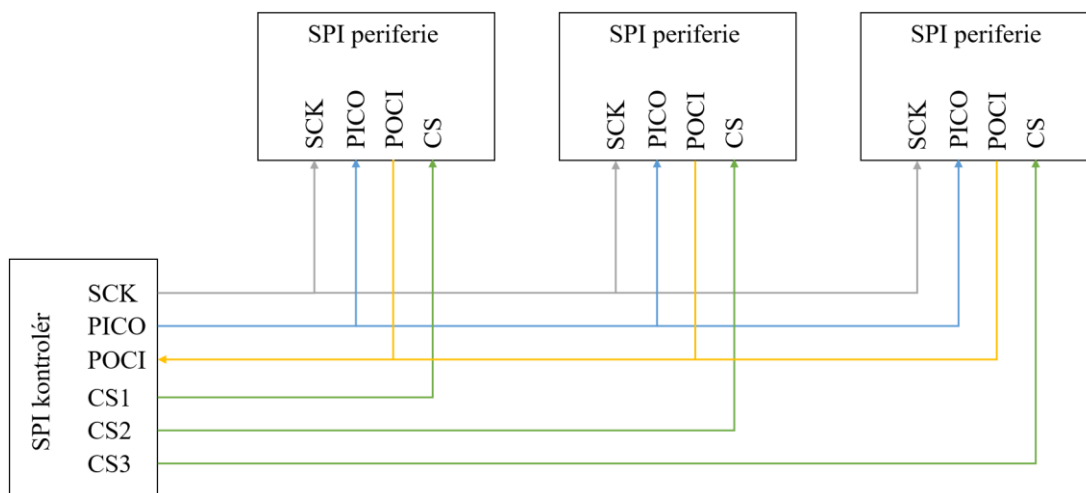 SPI periferie
SCK
PICO
POCI
CS
SPI periferie
SCK
PICO
POCI
CS
SPI periferie
SCK
PICO
POCI
CS
SPI kontrolér
SCK
PICO
POCI
CS1
CS2
CS3